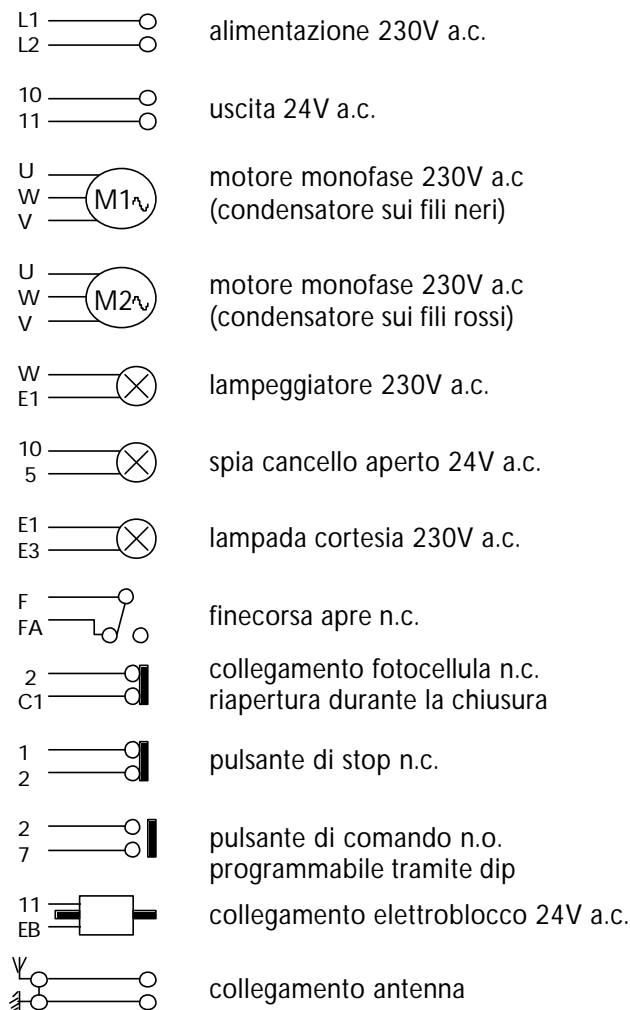 L1
L2
alimentazione 230V a.c.
10
11
uscita 24V a.c.
U
W
V
M1
motore monofase 230V a.c
(condensatore sui fili neri)
U
W
V
M2
motore monofase 230V a.c
(condensatore sui fili rossi)
W
E1
lampeggiatore 230V a.c.
10
5
spia cancello aperto 24V a.c.
E1
E3
lampada cortesia 230V a.c.
F
FA
finecorsa apre n.c.
2
C1
collegamento fotocellula n.c.
riapertura durante la chiusura
1
2
pulsante di stop n.c.
2
7
pulsante di comando n.o.
programmabile tramite dip
11
EB
collegamento elettroblocco 24V a.c.
collegamento antenna